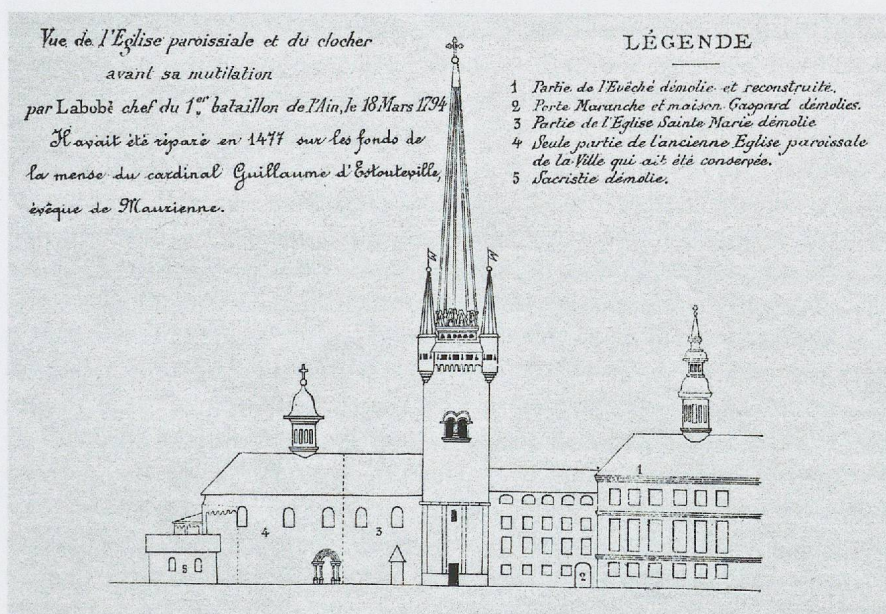 Vue de l'Eglise paroissiale et du clocher
avant sa mutilation
par Labobé chef du 1er bataillon de l'Ain, le 18 Mars 1794
Il avait été réparé en 1477 sur les fonds de
la mense du cardinal Guillaume d'Estouteville,
évêque de Maurienne.
LÉGENDE
1 Partie de l'Evêché démolie et reconstruite.
2 Porte Maranche et maison Gaspard démolies.
3 Partie de l'Eglise Sainte Marie démolie
4 Seule partie de l'ancienne Eglise paroissale
de la Ville qui ait été conservée.
5 Sacristie démolie.
1
4
3
5
2